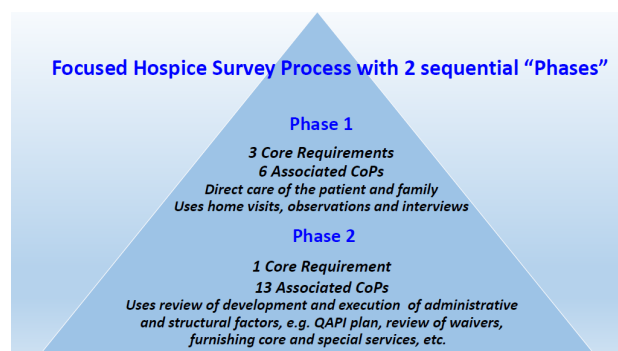 Focused Hospice Survey Process with 2 sequential “Phases”
Phase 1
3 Core Requirements
6 Associated CoPs
Direct care of the patient and family
Uses home visits, observations and interviews
Phase 2
1 Core Requirement
13 Associated CoPs
Uses review of development and execution of administrative
and structural factors, e.g. QAPI plan, review of waivers,
furnishing core and special services, etc.